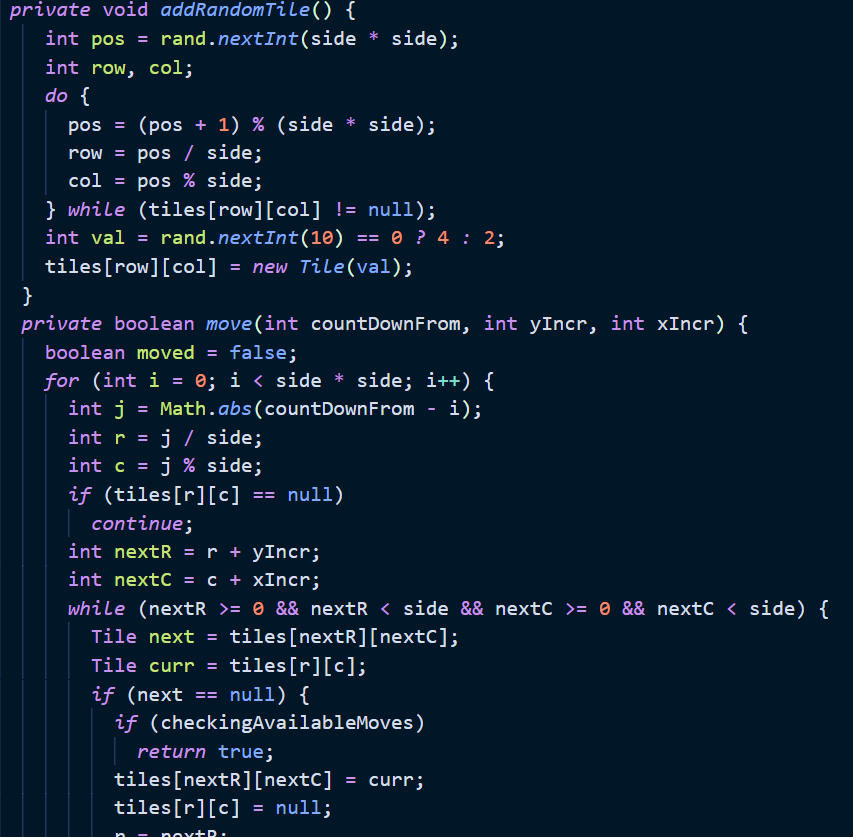 private void addRandomTile() {
int pos = rand.nextInt(side * side);
int row, col;
do {
pos = (pos + 1) % (side * side);
row = pos / side;
col = pos % side;
} while (tiles[row][col] != null);
int val = rand.nextInt(10) == 0 ? 4 : 2;
tiles[row][col] = new Tile(val);
}
private boolean move(int countDownFrom, int yIncr, int xIncr) {
boolean moved = false;
for (int i = 0; i < side * side; i++) {
int j = Math.abs(countDownFrom - i);
int r = j / side;
int c = j % side;
if (tiles[r][c] == null)
continue;
int nextR = r + yIncr;
int nextC = c + xIncr;
while (nextR >= 0 && nextR < side && nextC >= 0 && nextC < side) {
Tile next = tiles[nextR][nextC];
Tile curr = tiles[r][c];
if (next == null) {
if (checkingAvailableMoves)
return true;
tiles[nextR][nextC] = curr;
tiles[r][c] = null;
r = nextR;